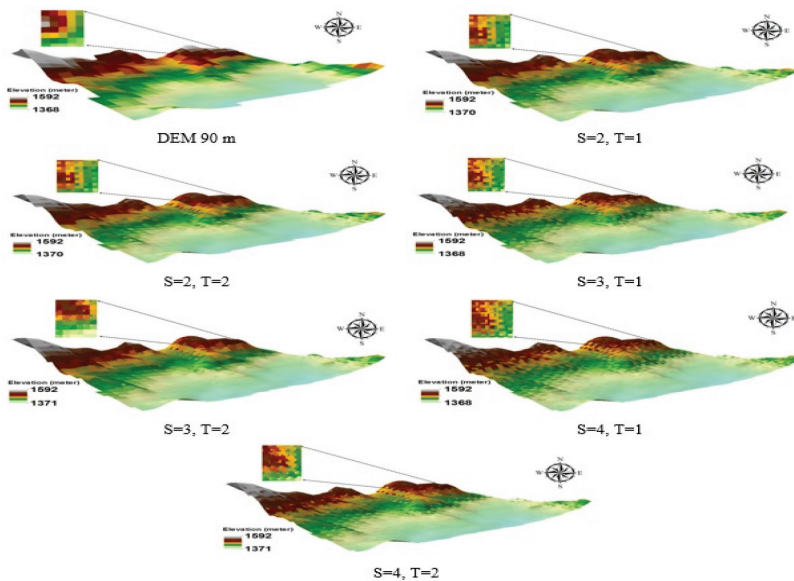 N
W E
S
Elevation (meter)
1592
1368
DEM 90 m
N
W E
S
Elevation (meter)
1592
1370
S=2, T=1
N
W E
S
Elevation (meter)
1592
1370
S=2, T=2
N
W E
S
Elevation (meter)
1592
1368
S=3, T=1
N
W E
S
Elevation (meter)
1592
1371
S=3, T=2
N
W E
S
Elevation (meter)
1592
1368
S=4, T=1
N
W E
S
Elevation (meter)
1592
1371
S=4, T=2